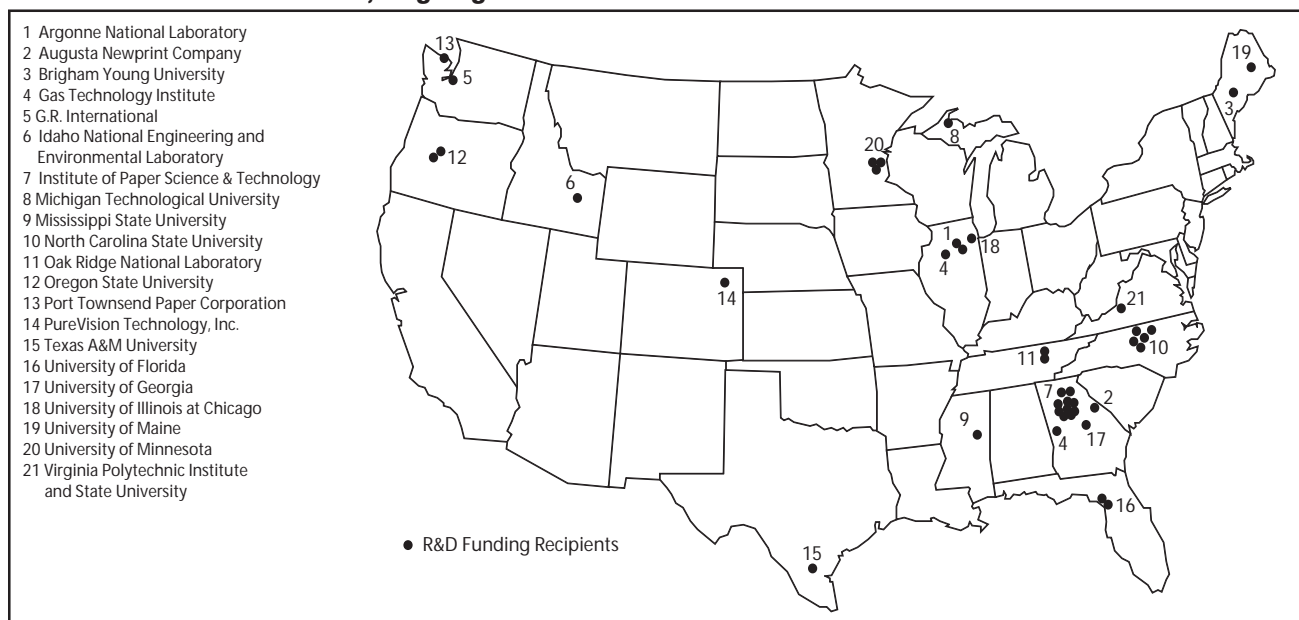 1 Argonne National Laboratory
2 Augusta Newprint Company
3 Brigham Young University
4 Gas Technology Institute
5 G.R. International
6 Idaho National Engineering and
Environmental Laboratory
7 Institute of Paper Science & Technology
8 Michigan Technological University
9 Mississippi State University
10 North Carolina State University
11 Oak Ridge National Laboratory
12 Oregon State University
13 Port Townsend Paper Corporation
14 PureVision Technology, Inc.
15 Texas A&M University
16 University of Florida
17 University of Georgia
18 University of Illinois at Chicago
19 University of Maine
20 University of Minnesota
21 Virginia Polytechnic Institute
and State University
13
5
12
6
14
20
8
1
18
4
19
3
21
10
11
7
2
9
4
17
16
15
R&D Funding Recipients